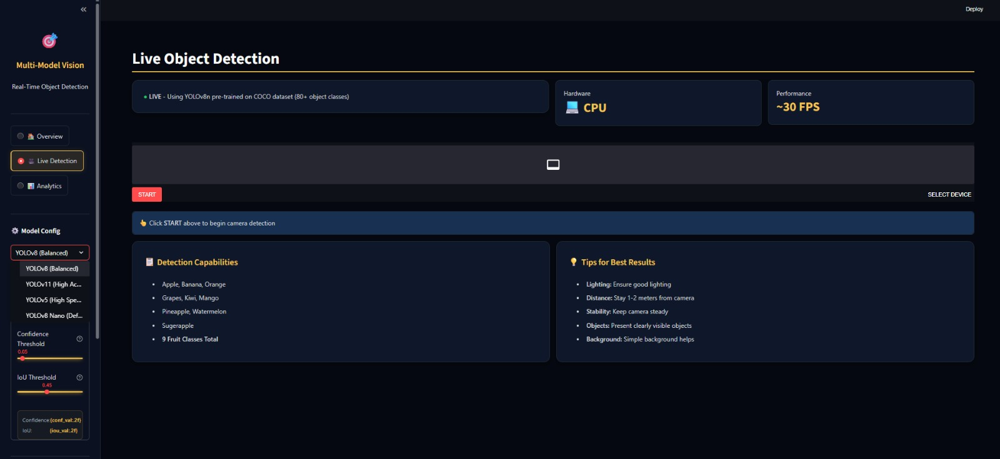 Deploy
Multi-Model Vision
Real-Time Object Detection
Overview
Live Detection
Analytics
Model Config
YOLOv8 (Balanced)
YOLOv8 (Balanced)
YOLOv11 (High Ac...
YOLOv5 (High Spe...
YOLOv8 Nano (Def...
Confidence
Threshold
0.05
IoU Threshold
0.45
Confidence:{conf_val:.2f}
IoU: {iou_val:.2f}
Live Object Detection
LIVE - Using YOLOv8n pre-trained on COCO dataset (80+ object classes)
Hardware
CPU
Performance
~30 FPS
START
SELECT DEVICE
Click START above to begin camera detection
Detection Capabilities
Apple, Banana, Orange
Grapes, Kiwi, Mango
Pineapple, Watermelon
Sugerapple
9 Fruit Classes Total
Tips for Best Results
Lighting: Ensure good lighting
Distance: Stay 1-2 meters from camera
Stability: Keep camera steady
Objects: Present clearly visible objects
Background: Simple background helps